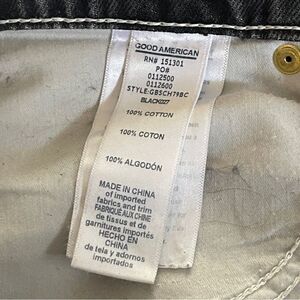 GOOD AMERICAN
RN# 151301
PO#
0112500
0112600
STYLE:GBSCH79BC
BLACK027
100% COTTON
100% COTON
100% ALGODÓN
MADE IN CHINA
of imported
fabrics and trim
FABRIQUÉ AUX CHINE
de tissus et de
garnitures importés
HECHO EN
CHINA
de tela y adornos
importados